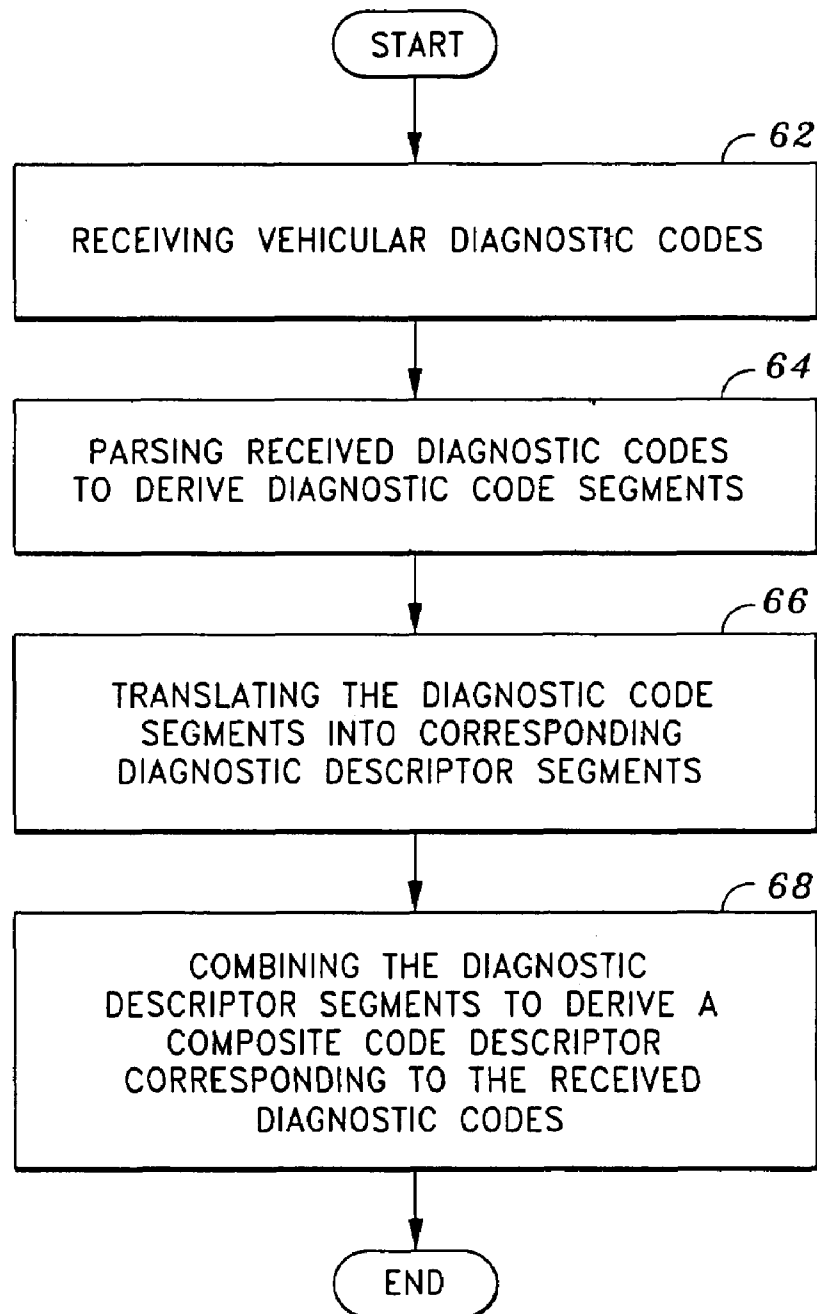 START
62
RECEIVING VEHICULAR DIAGNOSTIC CODES
64
PARSING RECEIVED DIAGNOSTIC CODES
TO DERIVE DIAGNOSTIC CODE SEGMENTS
66
TRANSLATING THE DIAGNOSTIC CODE
SEGMENTS INTO CORRESPONDING
DIAGNOSTIC DESCRIPTOR SEGMENTS
68
COMBINING THE DIAGNOSTIC
DESCRIPTOR SEGMENTS TO DERIVE A
COMPOSITE CODE DESCRIPTOR
CORRESPONDING TO THE RECEIVED
DIAGNOSTIC CODES
END